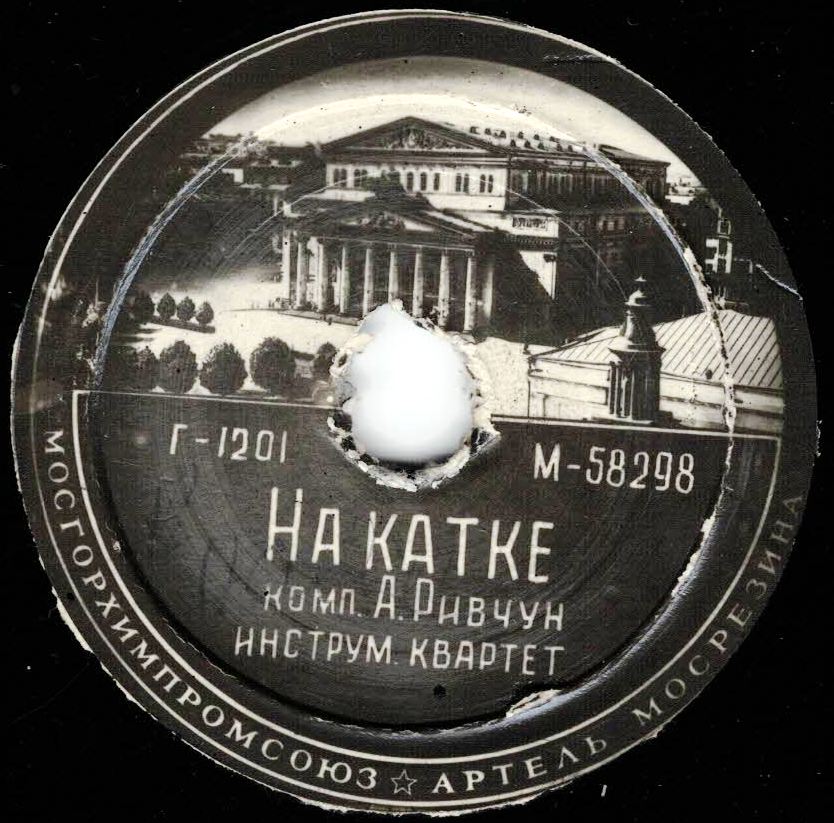 Г-1201
М-58298
НА КАТКЕ
КОМП. А. РИВЧУН
ИНСТРУМ. КВАРТЕТ
МОСГОРХИМПРОМСОЮЗ ☆ АРТЕЛЬ МОСРЕЗИНА